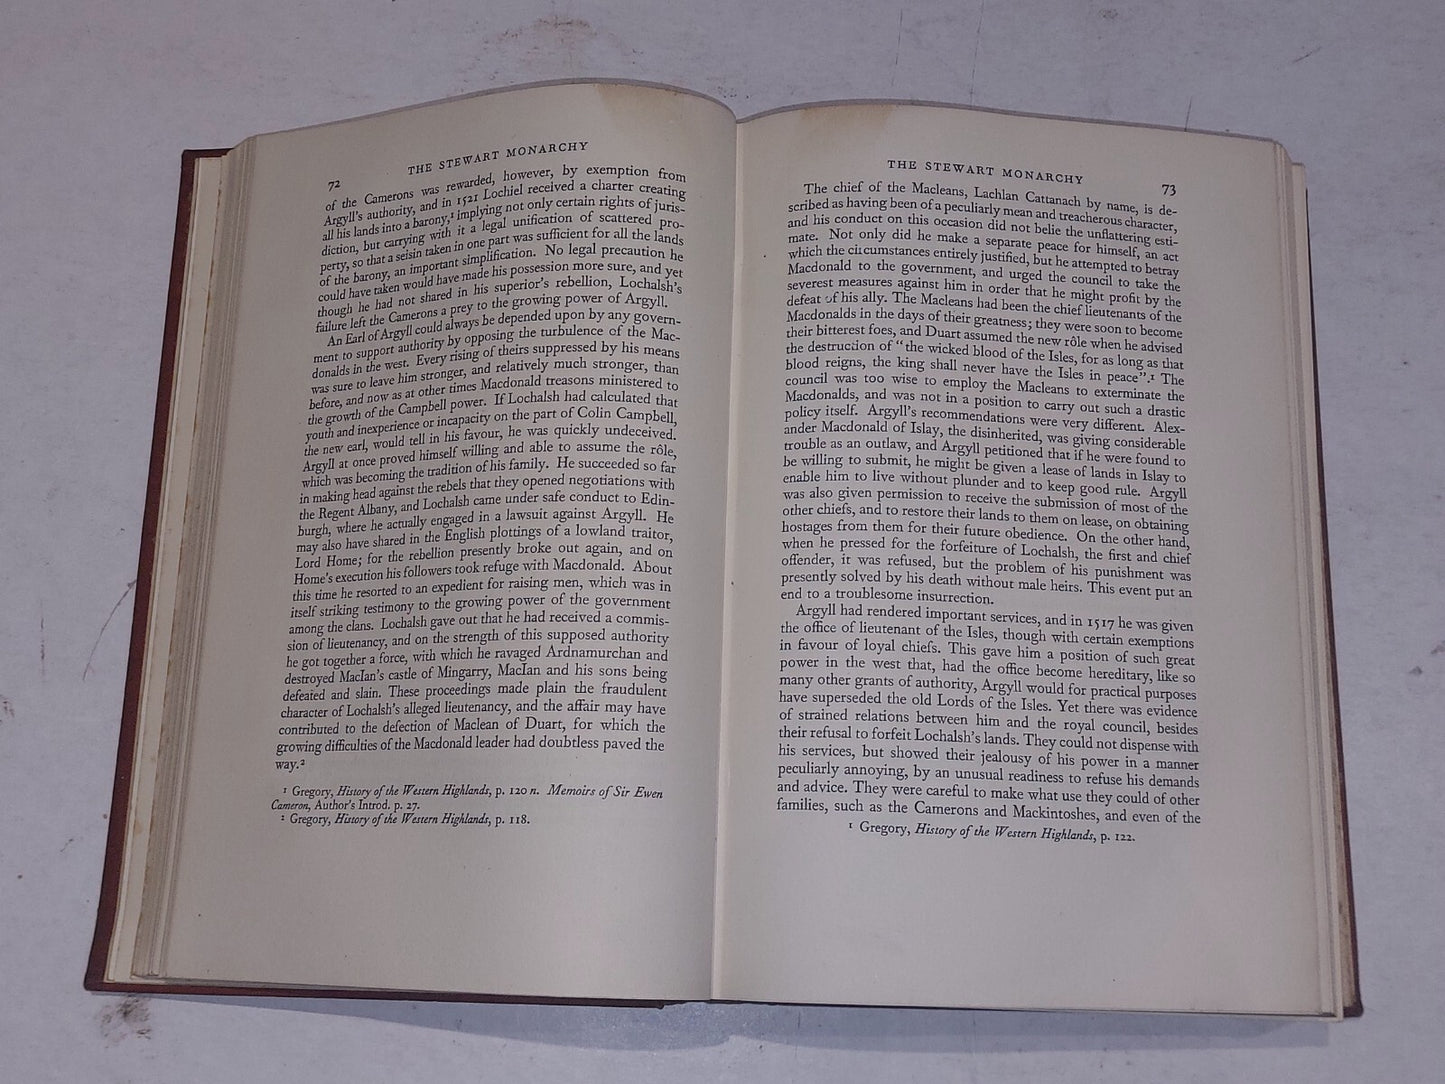 72
THE STEWART MONARCHY
of the Camerons was rewarded, however, by exemption from
Argyll's authority, and in 1521 Lochiel received a charter creating
all his lands into a barony,¹ implying not only certain rights of juris-
diction, but carrying with it a legal unification of scattered pro-
perty, so that a seisin taken in one part was sufficient for all the lands
of the barony, an important simplification. No legal precaution he
could have taken would have made his possession more sure, and yet
though he had not shared in his superior's rebellion, Lochalsh's
failure left the Camerons a prey to the growing power of Argyll.
An Earl of Argyll could always be depended upon by any govern-
ment to support authority by opposing the turbulence of the Mac-
donalds in the west. Every rising of theirs suppressed by his means
was sure to leave him stronger, and relatively much stronger, than
before, and now as at other times Macdonald treasons ministered to
the growth of the Campbell power. If Lochalsh had calculated that
youth and inexperience or incapacity on the part of Colin Campbell,
the new earl, would tell in his favour, he was quickly undeceived.
Argyll at once proved himself willing and able to assume the rôle,
which was becoming the tradition of his family. He succeeded so far
in making head against the rebels that they opened negotiations with
the Regent Albany, and Lochalsh came under safe conduct to Edin-
burgh, where he actually engaged in a lawsuit against Argyll. He
may also have shared in the English plottings of a lowland traitor,
Lord Home; for the rebellion presently broke out again, and on
Home's execution his followers took refuge with Macdonald. About
this time he resorted to an expedient for raising men, which was in
itself striking testimony to the growing power of the government
among the clans. Lochalsh gave out that he had received a commis-
sion of lieutenancy, and on the strength of this supposed authority
he got together a force, with which he ravaged Ardnamurchan and
destroyed MacIan's castle of Mingarry, MacIan and his sons being
defeated and slain. These proceedings made plain the fraudulent
character of Lochalsh's alleged lieutenancy, and the affair may have
contributed to the defection of Maclean of Duart, for which the
growing difficulties of the Macdonald leader had doubtless paved the
way.²
¹ Gregory, History of the Western Highlands, p. 120 n. Memoirs of Sir Ewen
Cameron, Author's Introd. p. 27.
² Gregory, History of the Western Highlands, p. 118.
THE STEWART MONARCHY
73
The chief of the Macleans, Lachlan Cattanach by name, is de-
scribed as having been of a peculiarly mean and treacherous character,
and his conduct on this occasion did not belie the unflattering esti-
mate. Not only did he make a separate peace for himself, an act
which the circumstances entirely justified, but he attempted to betray
Macdonald to the government, and urged the council to take the
severest measures against him in order that he might profit by the
defeat of his ally. The Macleans had been the chief lieutenants of the
Macdonalds in the days of their greatness; they were soon to become
their bitterest foes, and Duart assumed the new rôle when he advised
the destruction of "the wicked blood of the Isles, for as long as that
blood reigns, the king shall never have the Isles in peace".¹ The
council was too wise to employ the Macleans to exterminate the
Macdonalds, and was not in a position to carry out such a drastic
policy itself. Argyll's recommendations were very different. Alex-
ander Macdonald of Islay, the disinherited, was giving considerable
trouble as an outlaw, and Argyll petitioned that if he were found to
be willing to submit, he might be given a lease of lands in Islay to
enable him to live without plunder and to keep good rule. Argyll
was also given permission to receive the submission of most of the
other chiefs, and to restore their lands to them on lease, on obtaining
hostages from them for their future obedience. On the other hand,
when he pressed for the forfeiture of Lochalsh, the first and chief
offender, it was refused, but the problem of his punishment was
presently solved by his death without male heirs. This event put an
end to a troublesome insurrection.
Argyll had rendered important services, and in 1517 he was given
the office of lieutenant of the Isles, though with certain exemptions
in favour of loyal chiefs. This gave him a position of such great
power in the west that, had the office become hereditary, like so
many other grants of authority, Argyll would for practical purposes
have superseded the old Lords of the Isles. Yet there was evidence
of strained relations between him and the royal council, besides
their refusal to forfeit Lochalsh's lands. They could not dispense with
his services, but showed their jealousy of his power in a manner
peculiarly annoying, by an unusual readiness to refuse his demands
and advice. They were careful to make what use they could of other
families, such as the Camerons and Mackintoshes, and even of the
¹ Gregory, History of the Western Highlands, p. 122.